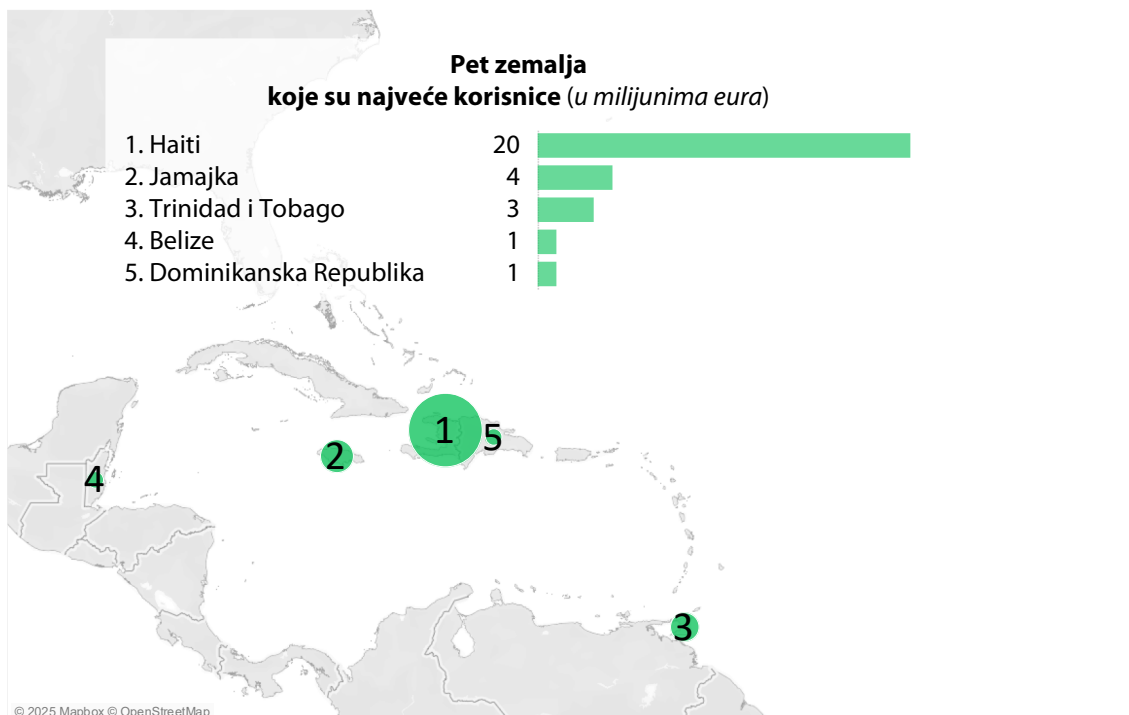 Pet zemalja
koje su najveće korisnice (u milijunima eura)
1. Haiti 20
2. Jamajka 4
3. Trinidad i Tobago 3
4. Belize 1
5. Dominikanska Republika 1
1
5
2
4
3
© 2025 Mapbox © OpenStreetMap